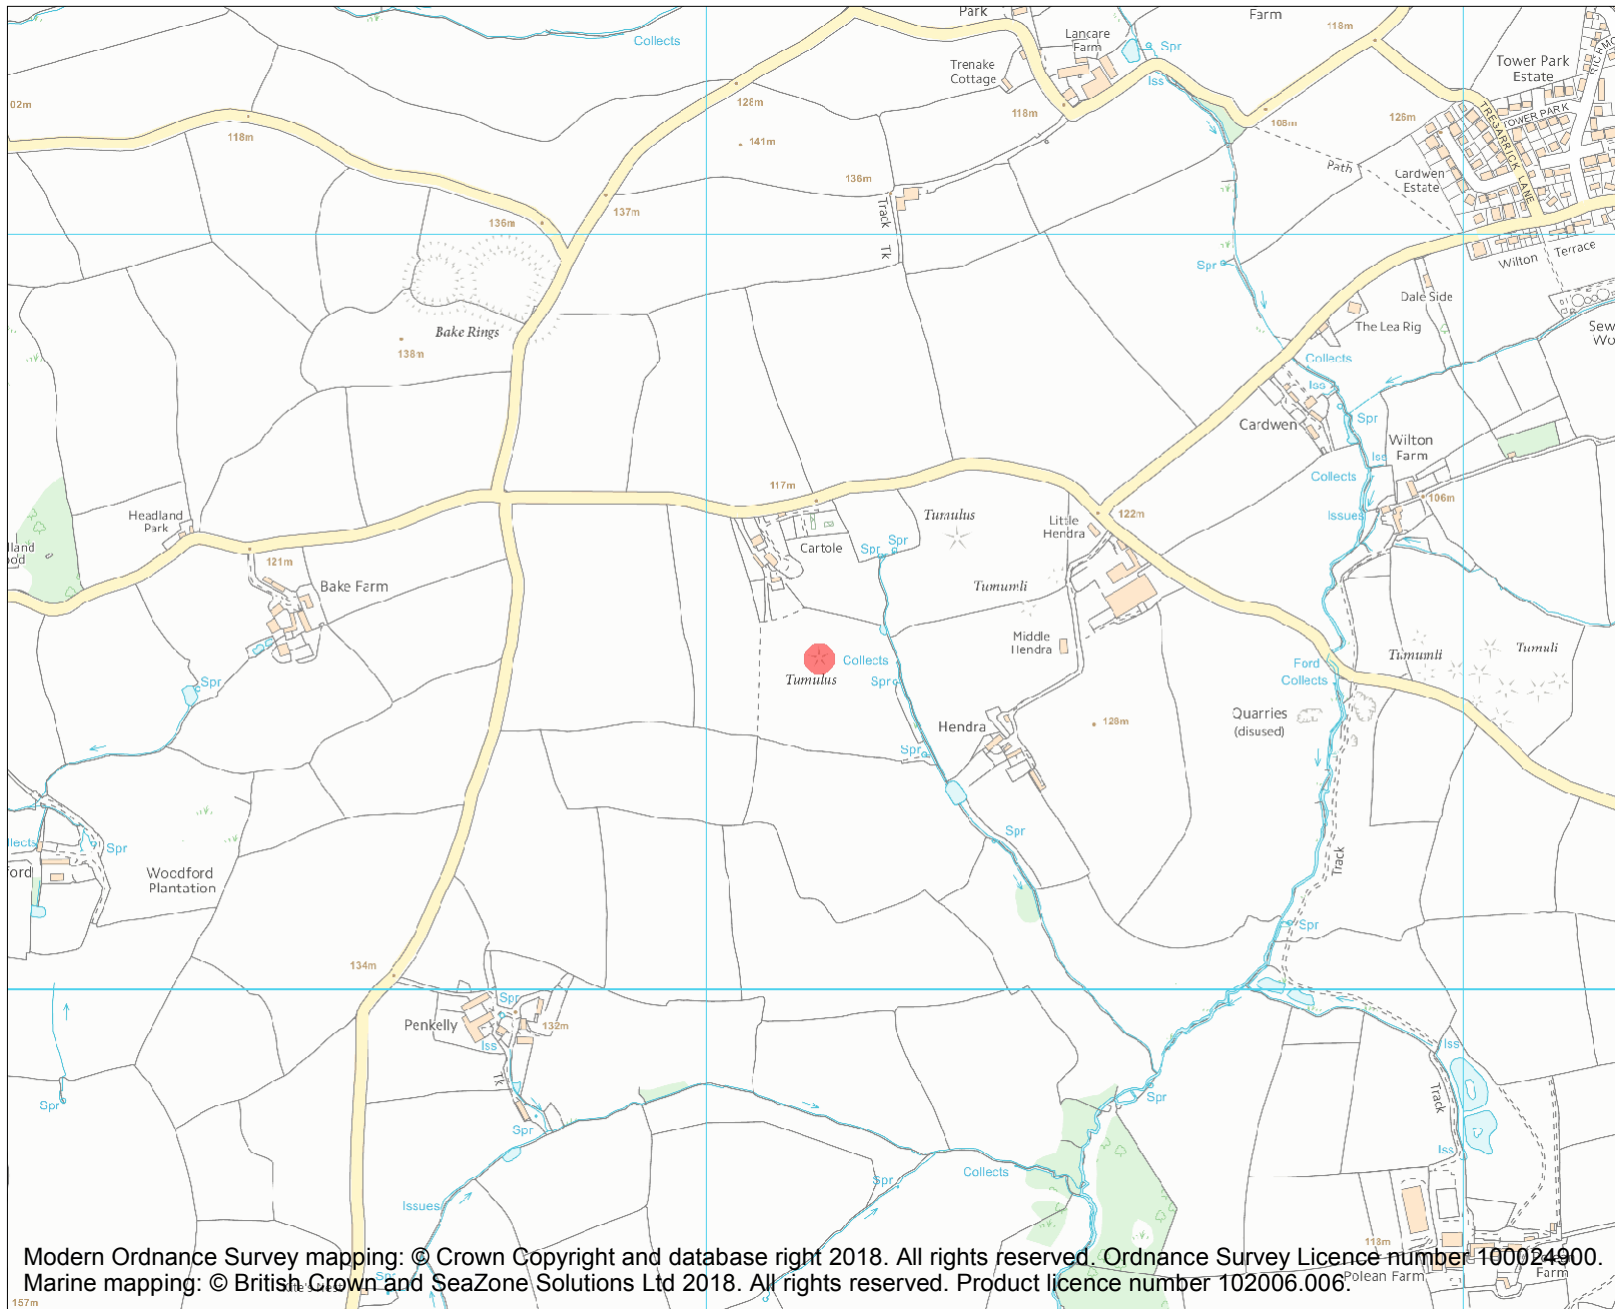 Park
Farm
118m
Collects
Lancare
Farm
Spr
Trenake
Cottage
Iss
Tower Park
Estate
02m
128m
118m
108m
126m
TOWER PARK
TREGARRICK LANE
118m
141m
136m
Path
Cardwen
Estate
Track
137m
136m
Tk
Wilton Terrace
Spr
Dale Side
Bake Rings
The Lea Rig
138m
Collects
Iss
Spr
Cardwen
Wilton
Farm
Collects
117m
106m
Headland
Park
Tumulus
Little
Hendra
122m
Issues
Cartole
Spr
Spr
121m
Bake Farm
Tumumli
Middle
Hendra
Tumumli
Tumuli
Collects
Ford
Collects
Spr
Tumulus
Spr
Quarries
(disused)
Hendra
128m
Spr
Spr
Spr
Track
Woodford
Plantation
ford
Spr
134m
Spr
Penkelly
132m
Iss
Iss
Tk
Spr
Spr
Track
Spr
Iss
Collects
Spr
Issues
118m
Modern Ordnance Survey mapping: © Crown Copyright and database right 2018. All rights reserved. Ordnance Survey Licence number 100024900.
Marine mapping: © British Crown and SeaZone Solutions Ltd 2018. All rights reserved. Product licence number 102006.006.
Polean Farm
Farm
157m